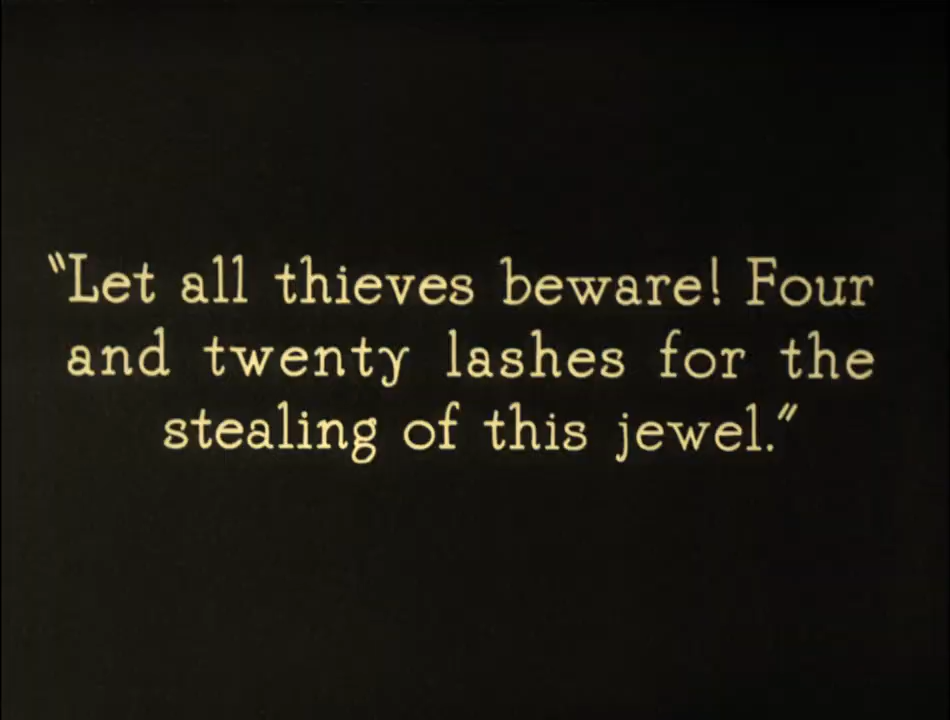 “Let all thieves beware! Four
and twenty lashes for the
stealing of this jewel.”